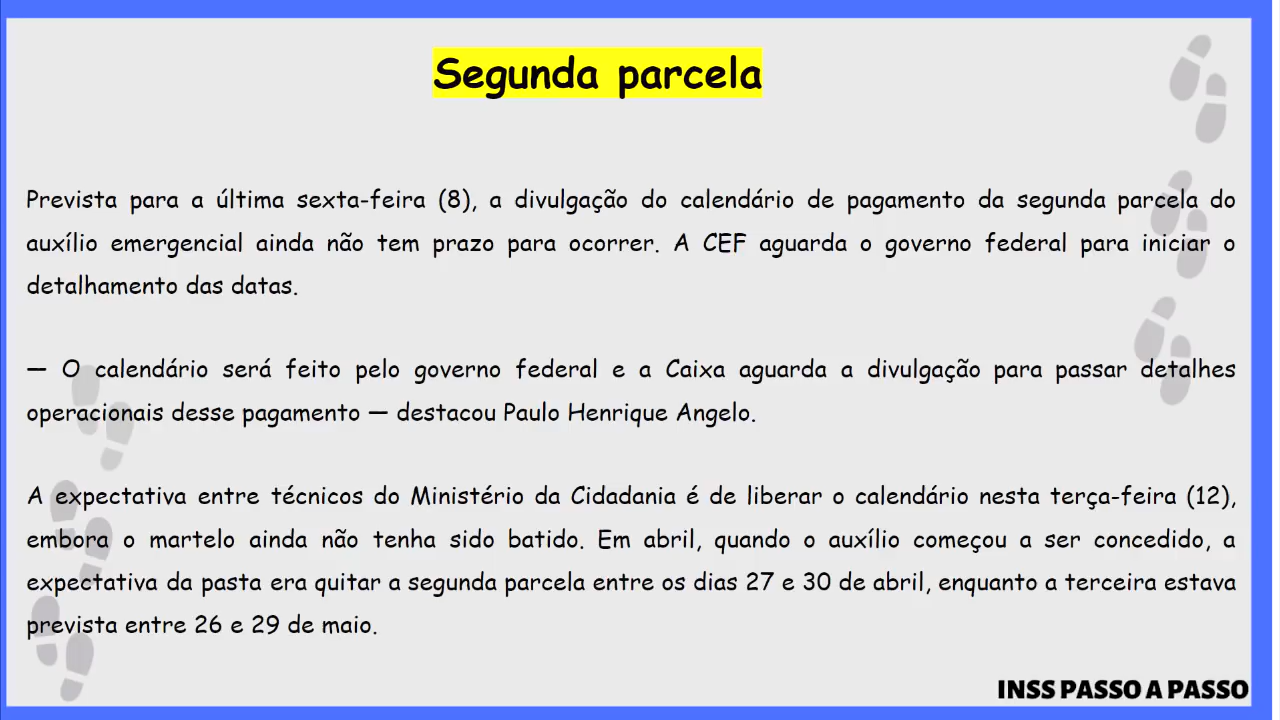 Segunda parcela
Prevista para a última sexta-feira (8), a divulgação do calendário de pagamento da segunda parcela do
auxílio emergencial ainda não tem prazo para ocorrer. A CEF aguarda o governo federal para iniciar o
detalhamento das datas.
— O calendário será feito pelo governo federal e a Caixa aguarda a divulgação para passar detalhes
operacionais desse pagamento — destacou Paulo Henrique Angelo.
A expectativa entre técnicos do Ministério da Cidadania é de liberar o calendário nesta terça-feira (12),
embora o martelo ainda não tenha sido batido. Em abril, quando o auxílio começou a ser concedido, a
expectativa da pasta era quitar a segunda parcela entre os dias 27 e 30 de abril, enquanto a terceira estava
prevista entre 26 e 29 de maio.
INSS PASSO A PASSO